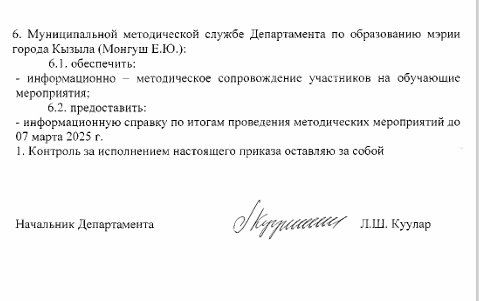 6. Муниципальной методической службе Департамента по образованию мэрии
города Кызыла (Монгуш Е.Ю.):
6.1. обеспечить:
- информационно – методическое сопровождение участников на обучающие
мероприятия;
6.2. предоставить:
- информационную справку по итогам проведения методических мероприятий до
07 марта 2025 г.
1. Контроль за исполнением настоящего приказа оставляю за собой
Начальник Департамента Л.Ш. Куулар